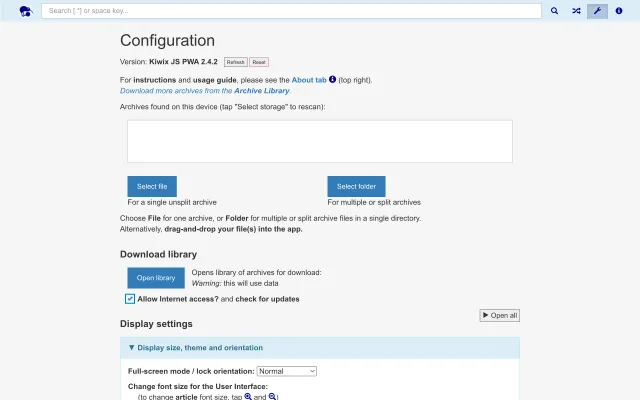 Search [.*] or space key...
Configuration
Version: Kiwix JS PWA 2.4.2 Refresh Reset
For instructions and usage guide, please see the About tab (top right).
Download more archives from the Archive Library.
Archives found on this device (tap "Select storage" to rescan):
Select file Select folder
For a single unsplit archive For multiple or split archives
Choose File for one archive, or Folder for multiple or split archive files in a single directory.
Alternatively, drag-and-drop your file(s) into the app.
Download library
Open library
Opens library of archives for download:
Warning: this will use data
Allow Internet access? and check for updates
▶ Open all
Display settings
▼ Display size, theme and orientation
Full-screen mode / lock orientation: Normal
Change font size for the User Interface:
(to change article font size, tap and )